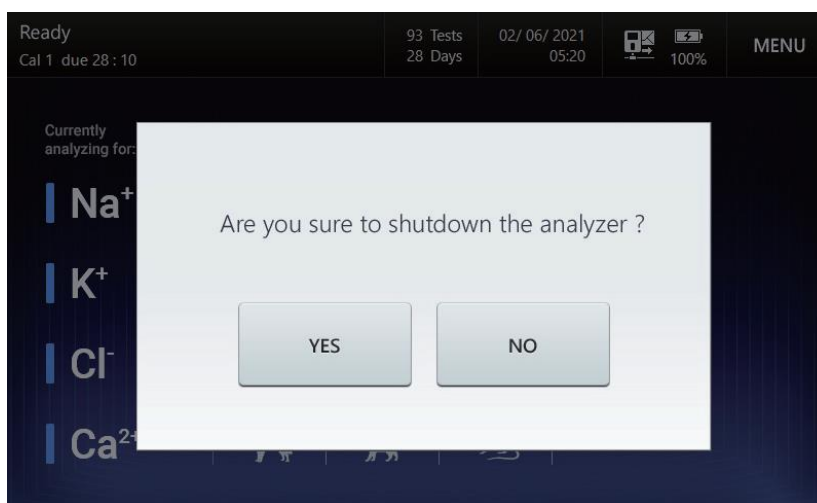 Ready
Cal 1 due 28 : 10
93 Tests
28 Days
02/ 06/ 2021
05:20
100%
MENU
Currently
analyzing for:
Are you sure to shutdown the analyzer ?
YES
NO
Na⁺
K⁺
Cl⁻
Ca²⁺